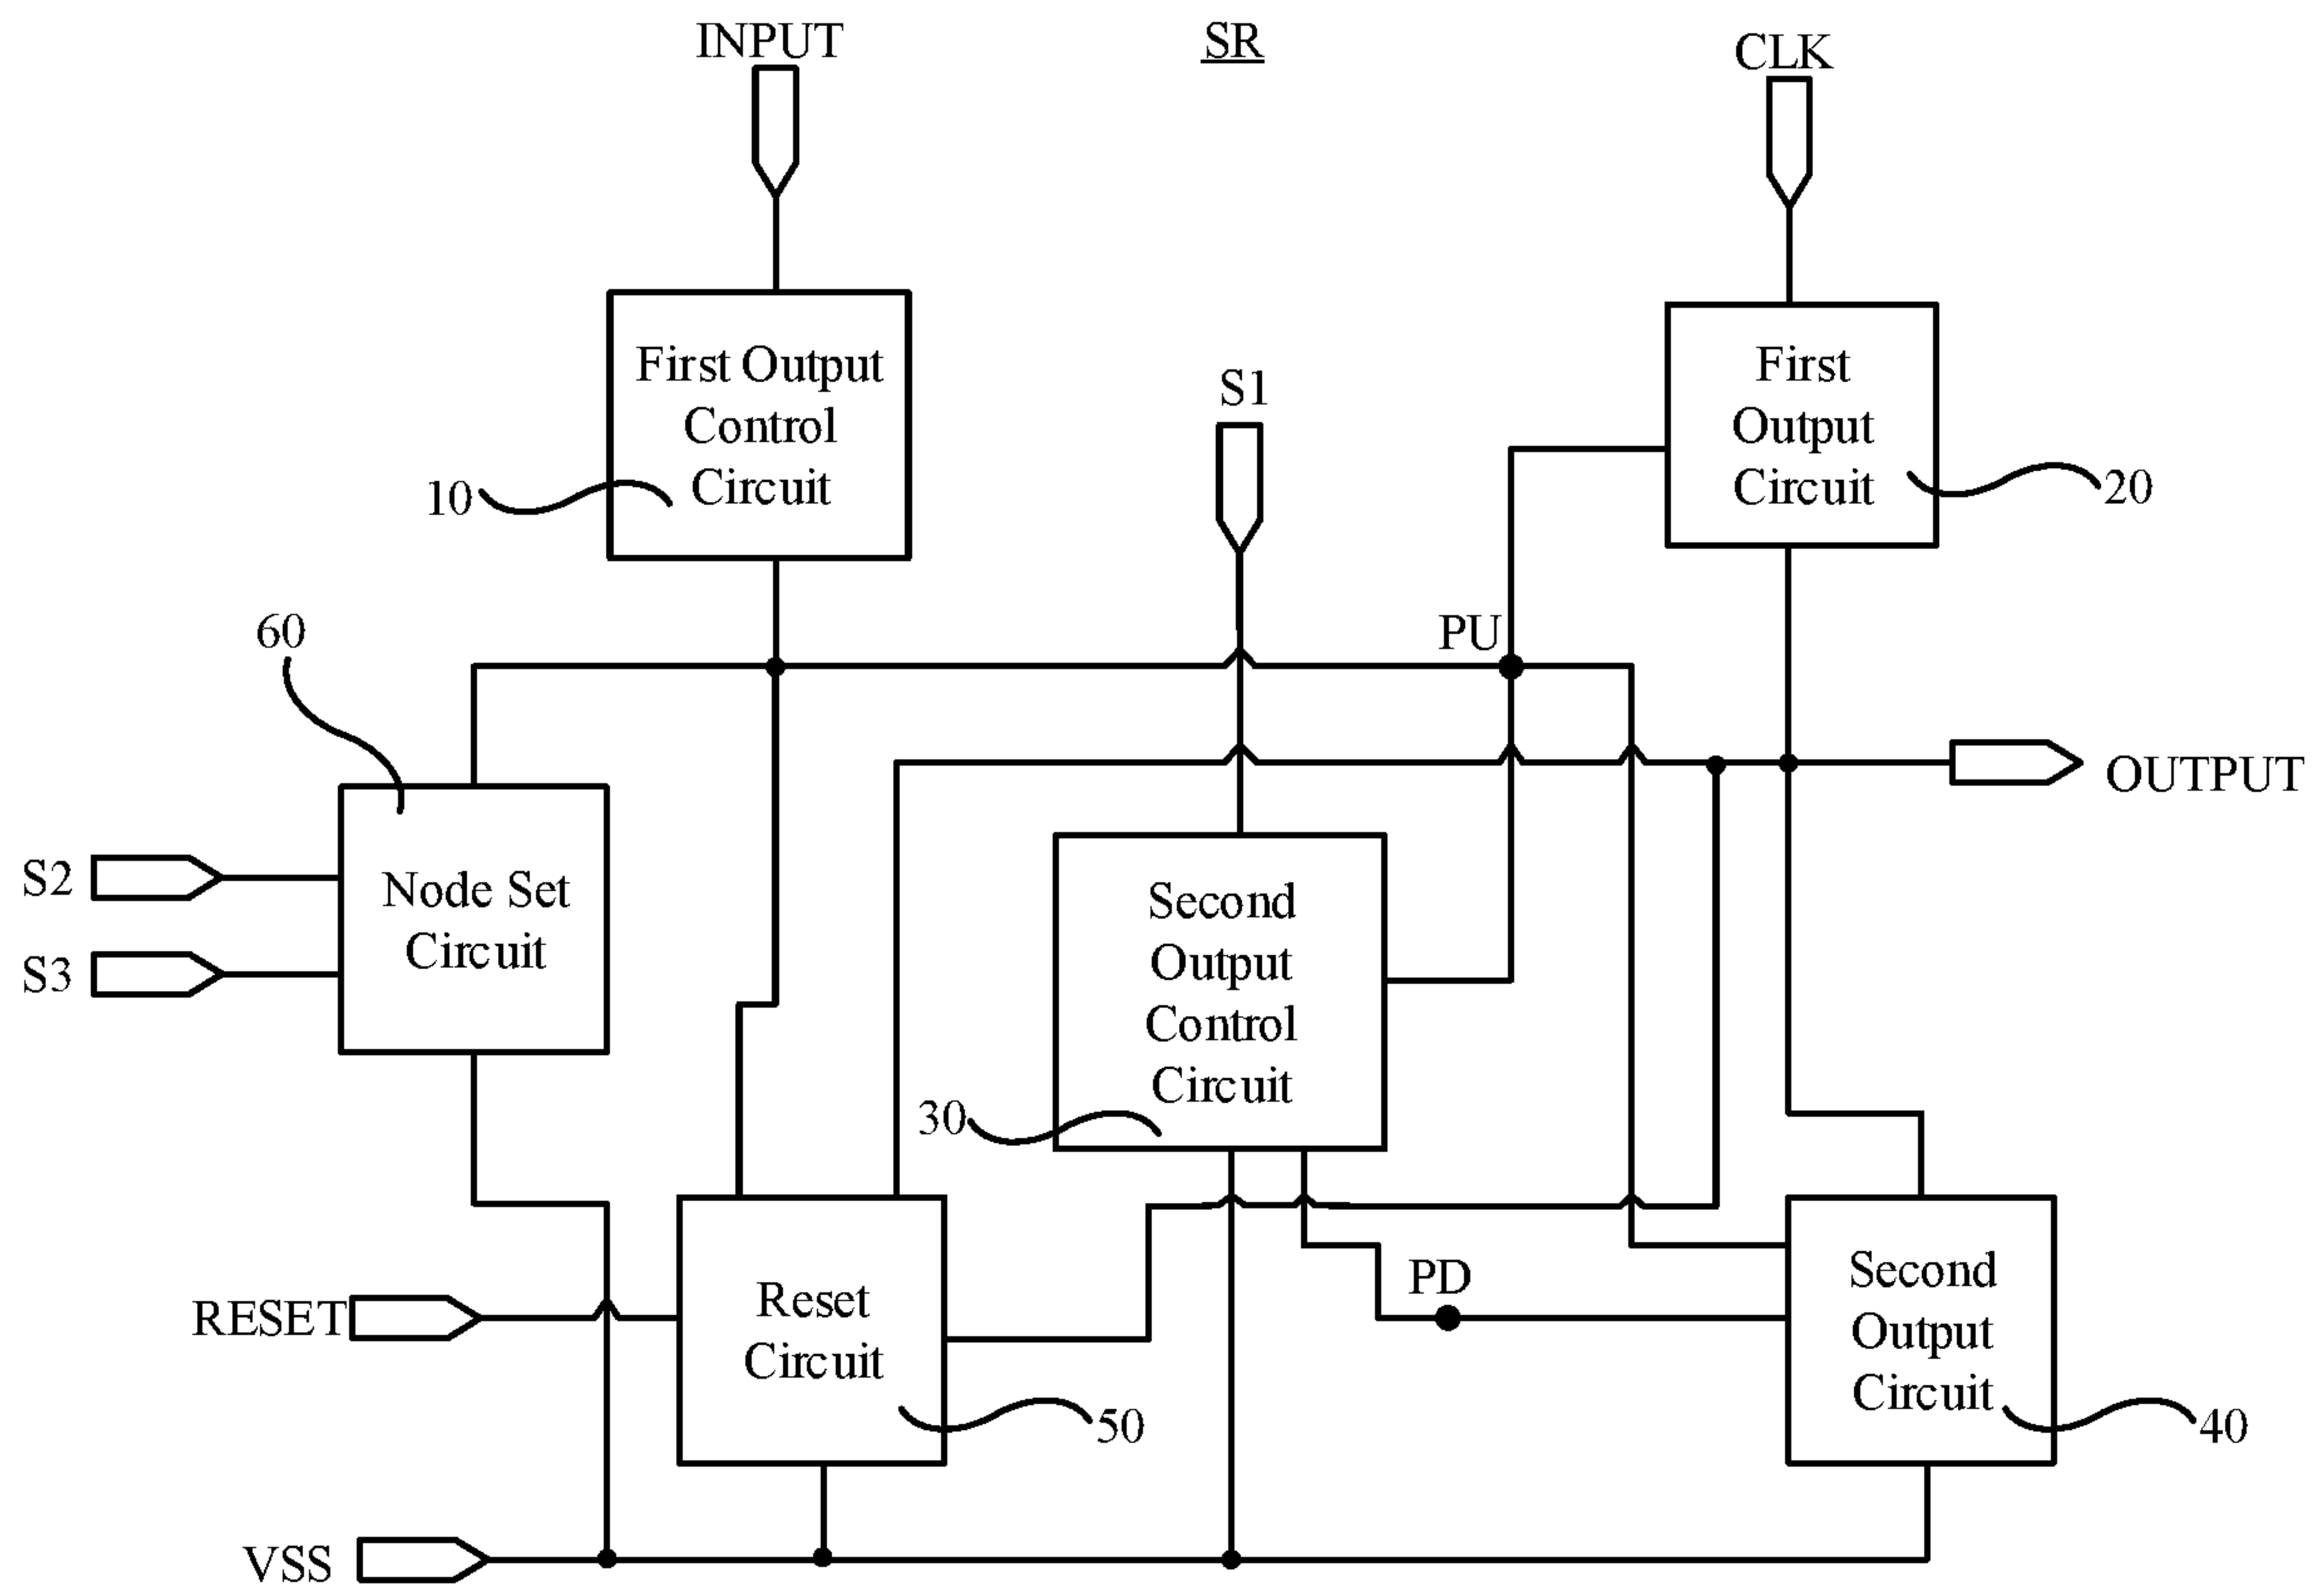 INPUT
SR
CLK
First Output
Control
Circuit
10
S1
First
Output
Circuit
20
60
PU
OUTPUT
S2
S3
Node Set
Circuit
Second
Output
Control
Circuit
30
PD
RESET
Reset
Circuit
50
Second
Output
Circuit
40
VSS